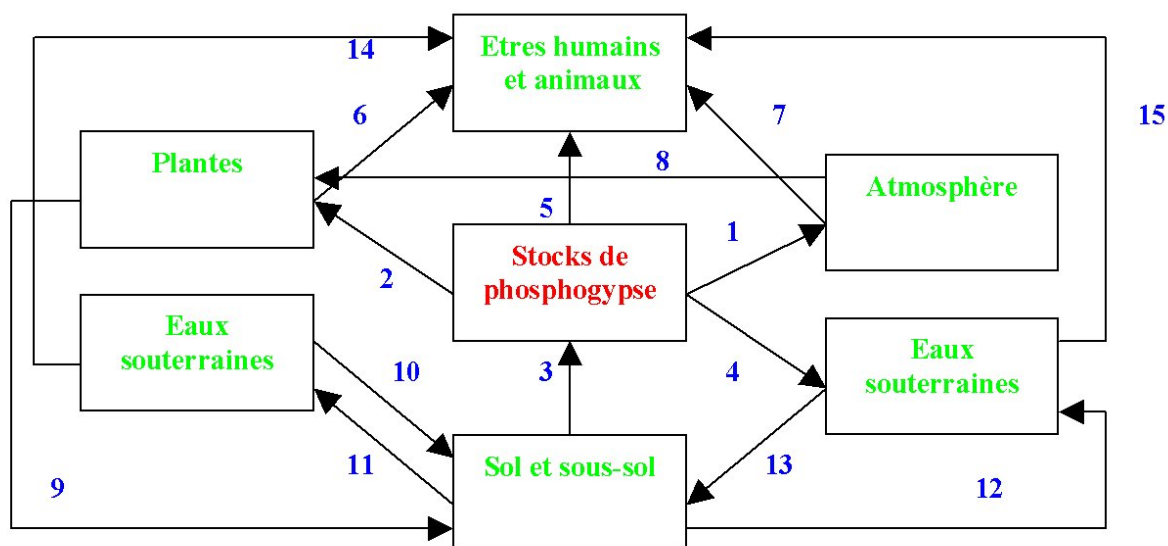 14
Etres humains
et animaux
6
7
15
Plantes
8
Atmosphère
5
1
Stocks de
phosphogypse
2
Eaux
souterraines
10
3
4
Eaux
souterraines
11
Sol et sous-sol
13
9
12